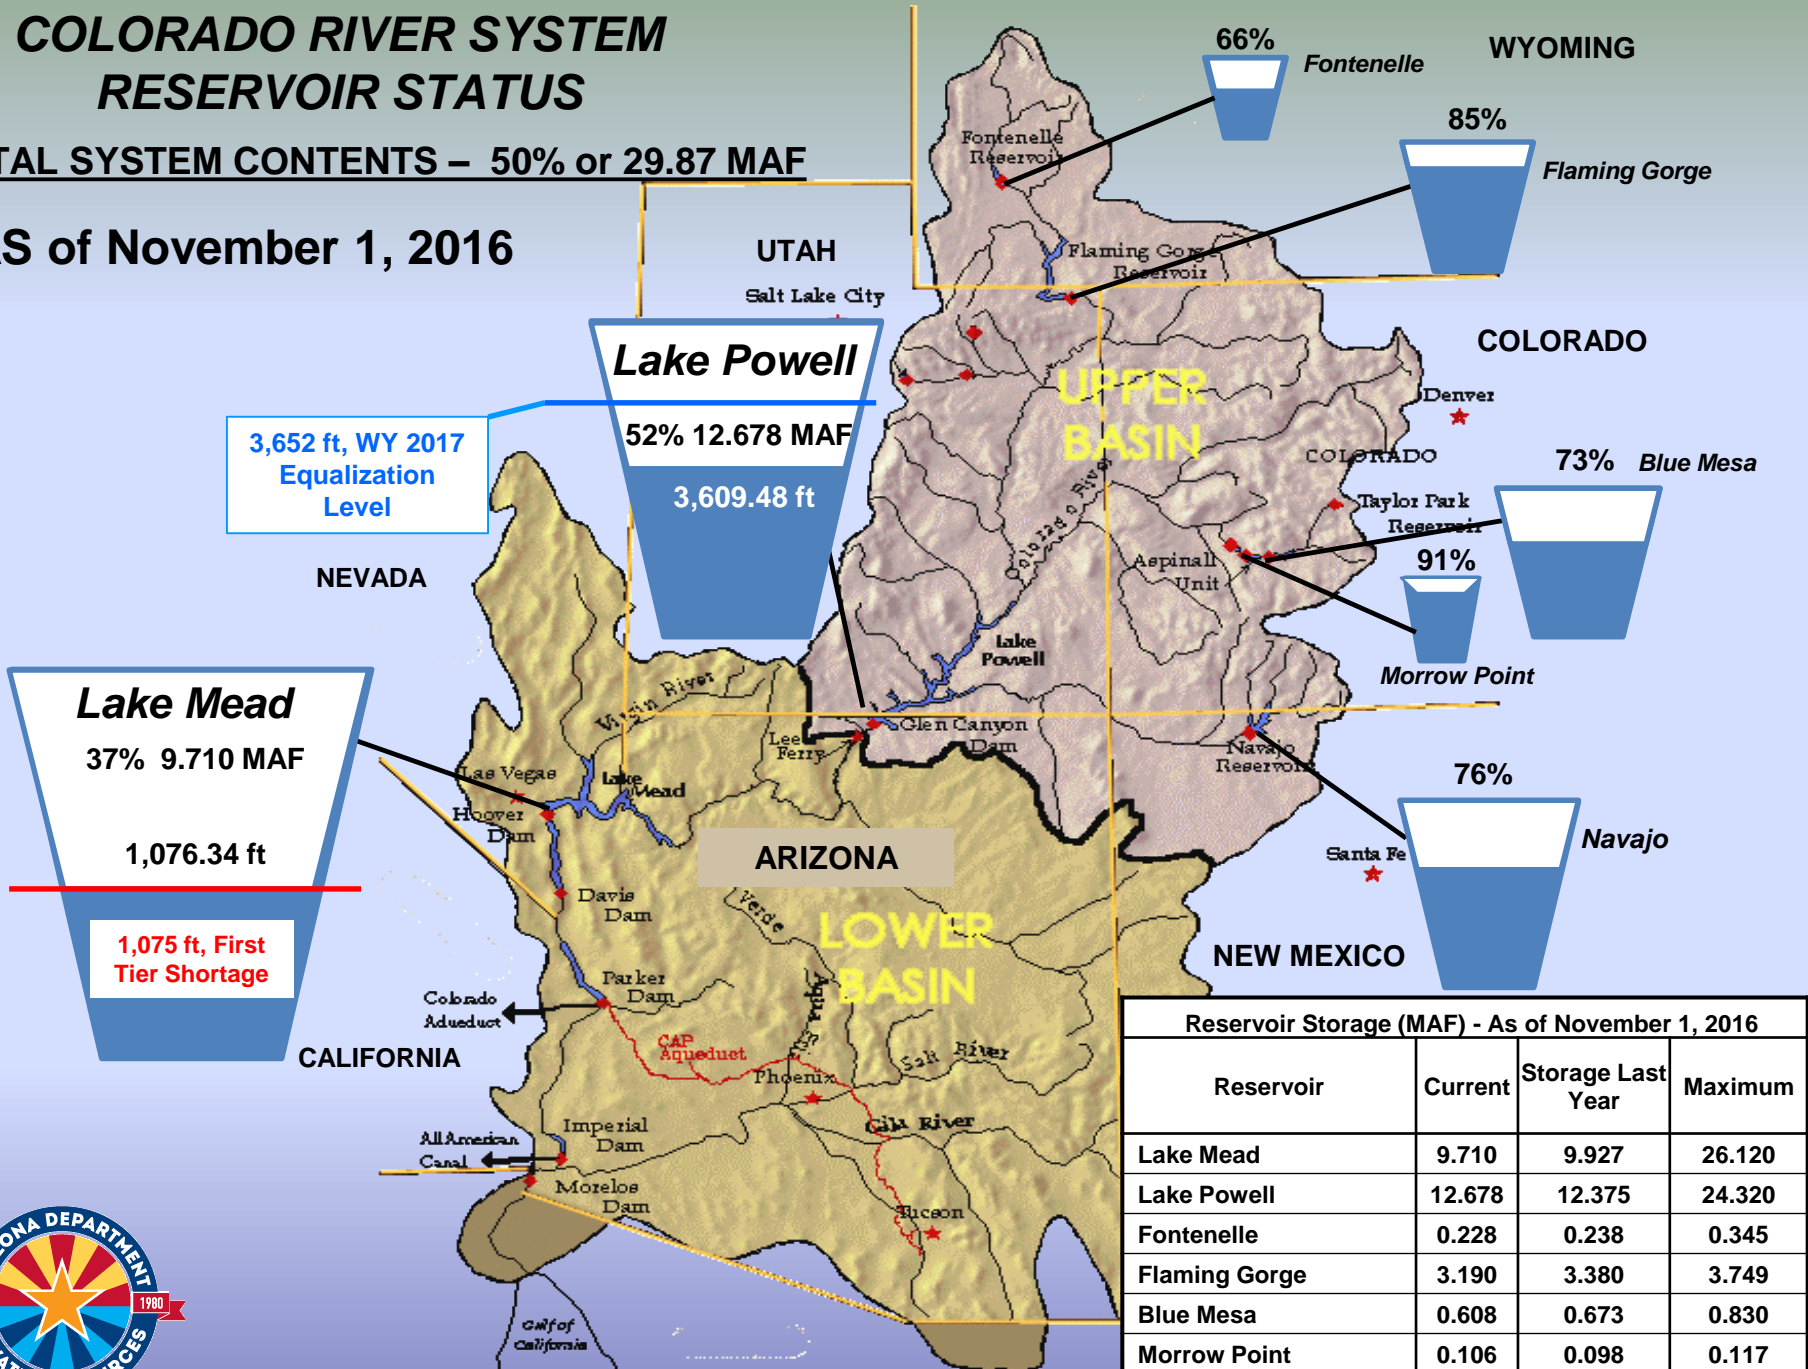 COLORADO RIVER SYSTEM
RESERVOIR STATUS
TAL SYSTEM CONTENTS – 50% or 29.87 MAF
AS of November 1, 2016
66%
Fontenelle
WYOMING
85%
Flaming Gorge
Fontenelle
Reservoir
UTAH
Salt Lake City
Flaming Gorge
Reservoir
COLORADO
Lake Powell
52% 12.678 MAF
3,609.48 ft
3,652 ft, WY 2017
Equalization
Level
UPPER
BASIN
Denver
COLORADO
73%
Blue Mesa
Taylor Park
Reservoir
91%
Morrow Point
Aspinall
Unit
Colorado River
NEVADA
Lake
Powell
Lake Mead
37% 9.710 MAF
1,076.34 ft
1,075 ft, First
Tier Shortage
Virgin River
Glen Canyon
Dam
Lee
Ferry
Navajo
Reservoir
76%
Navajo
Las Vegas
Lake
Mead
Hoover
Dam
ARIZONA
Santa Fe
Davis
Dam
Verde
LOWER
BASIN
NEW MEXICO
Parker
Dam
Colorado
Adueduct
Aqua
CALIFORNIA
CAP
Aqueduct
Salt River
Phoenix
Gila River
Imperial
Dam
All American
Canal
Morelos
Dam
Tucson
Gulf of
California
ONA DEPARTMENT
1980
Reservoir Storage (MAF) - As of November 1, 2016
Reservoir Current Storage Last Year Maximum
Lake Mead 9.710 9.927 26.120
Lake Powell 12.678 12.375 24.320
Fontenelle 0.228 0.238 0.345
Flaming Gorge 3.190 3.380 3.749
Blue Mesa 0.608 0.673 0.830
Morrow Point 0.106 0.098 0.117